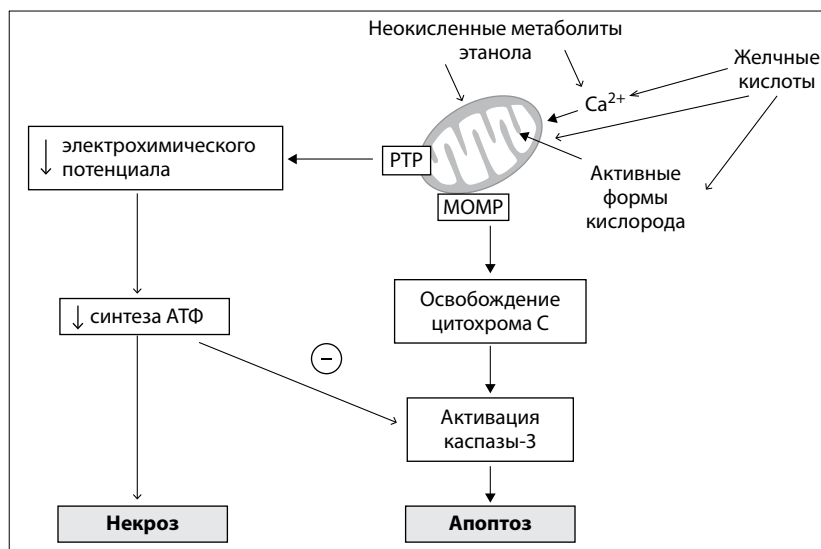 Неокисленные метаболиты
этанола
Желчные
кислоты
Ca²⁺
↓ электрохимического
потенциала
PTP
MOMP
Активные
формы
кислорода
Освобождение
цитохрома C
↓ синтеза АТФ
−
Активация
каспазы-3
Некроз
Апоптоз